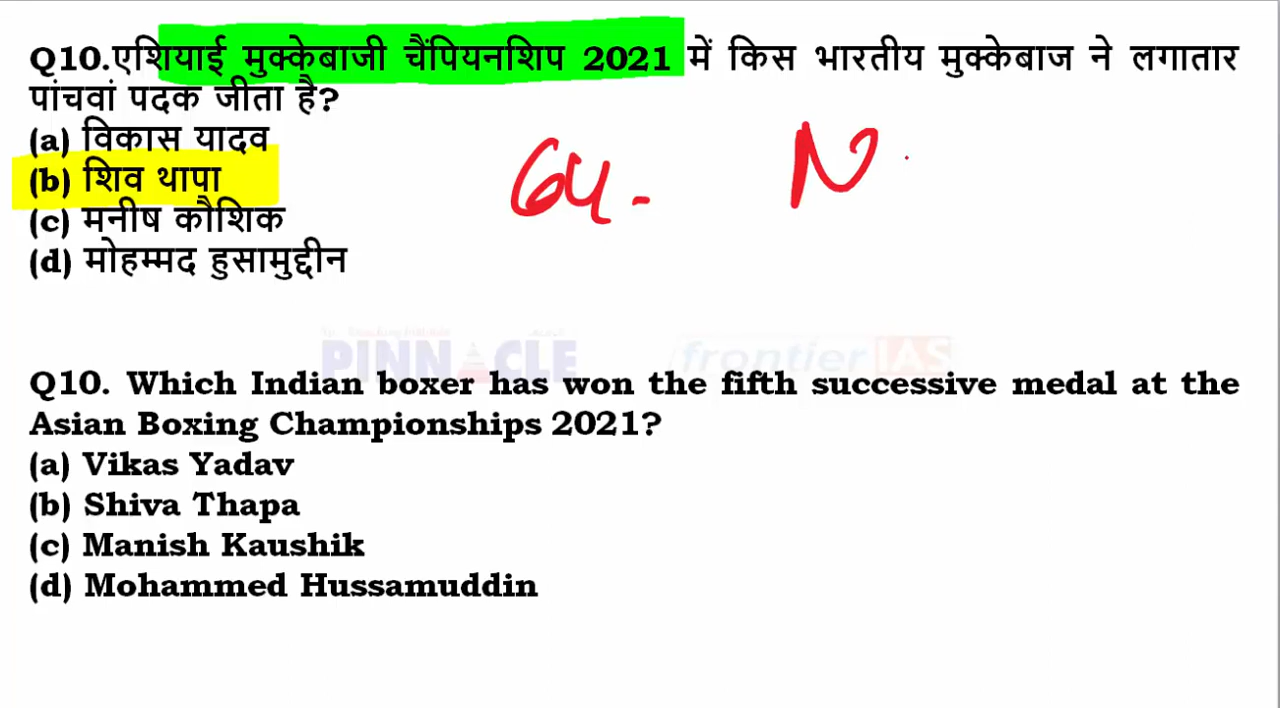 Q10.एशियाई मुक्केबाजी चैंपियनशिप 2021 में किस भारतीय मुक्केबाज ने लगातार
पांचवां पदक जीता है?
(a) विकास यादव
(b) शिव थापा
(c) मनीष कौशिक
(d) मोहम्मद हुसामुद्दीन
64.
PINNACLE
frontier IAS
Q10. Which Indian boxer has won the fifth successive medal at the
Asian Boxing Championships 2021?
(a) Vikas Yadav
(b) Shiva Thapa
(c) Manish Kaushik
(d) Mohammed Hussamuddin